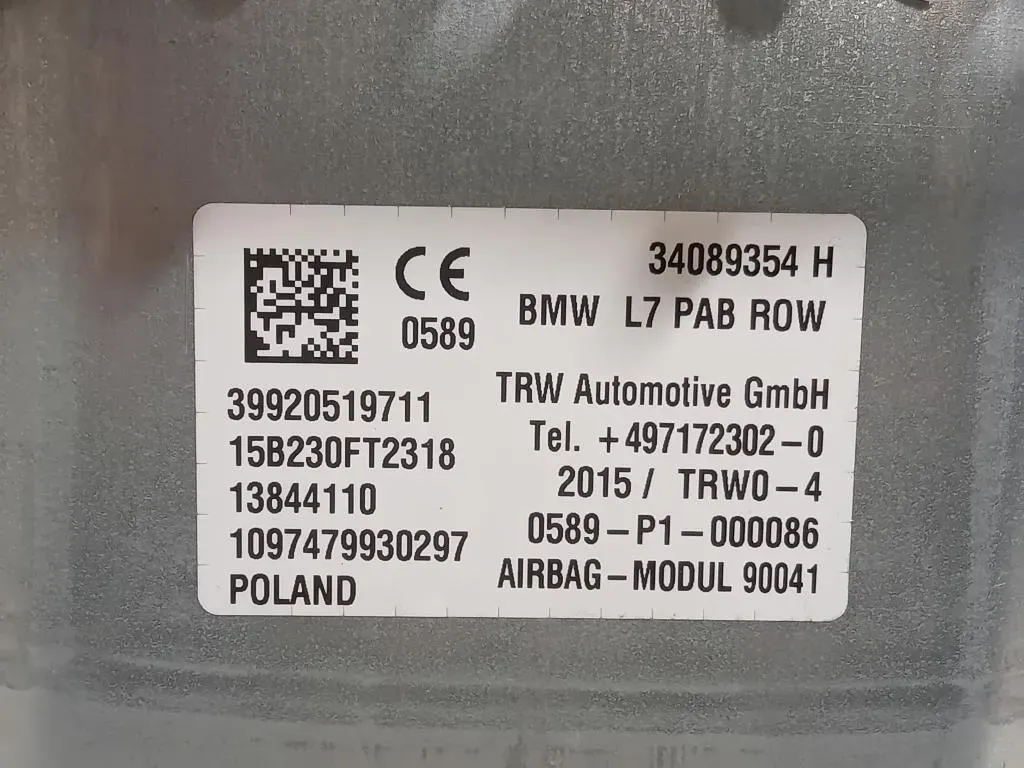 CE
0589
34089354 H
BMW L7 PAB ROW
39920519711
15B230FT2318
13844110
1097479930297
POLAND
TRW Automotive GmbH
Tel. +497172302-0
2015 / TRW0-4
0589-P1-000086
AIRBAG-MODUL 90041